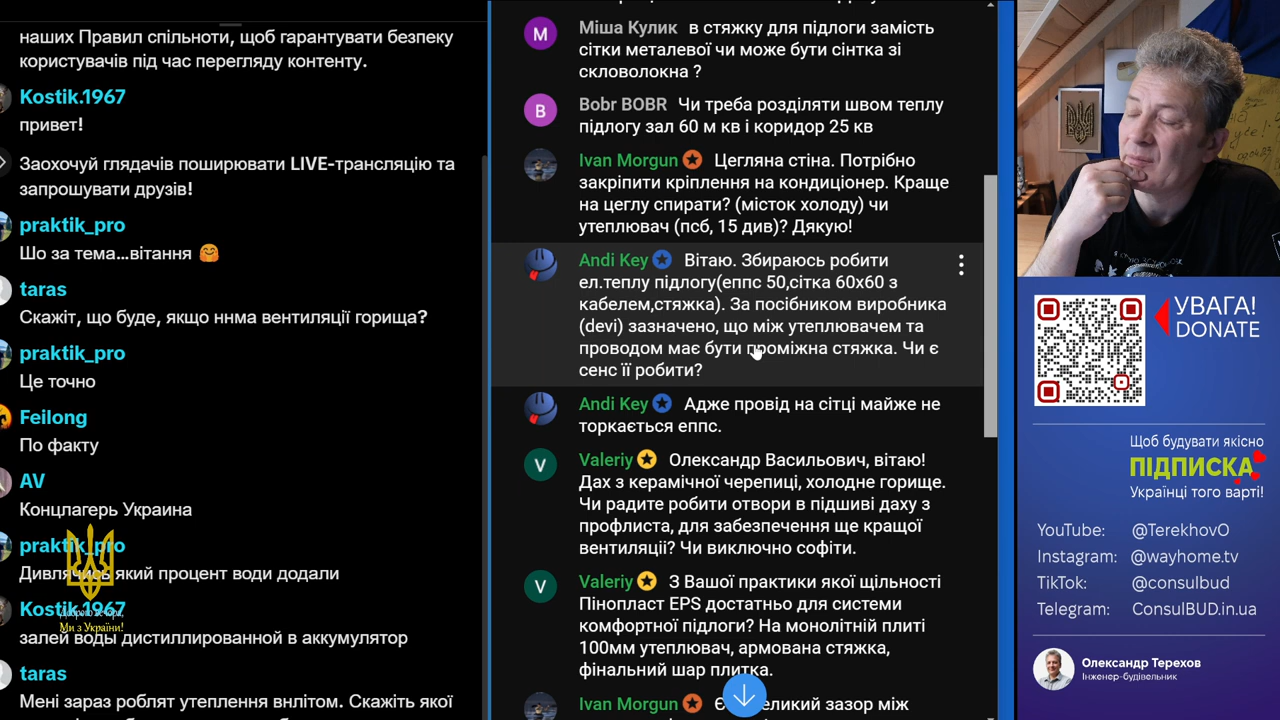 наших Правил спільноти, щоб гарантувати безпеку
користувачів під час перегляду контенту.
Kostik.1967
привет!
Заохочуй глядачів поширювати LIVE-трансляцію та
запрошувати друзів!
praktik_pro
Шо за тема...вітання 🤗
taras
Скажіт, що буде, якщо ннма вентиляції горища?
praktik_pro
Це точно
Feilong
По факту
AV
Концлагерь Украина
praktik_pro
Дивлячись який процент води додали
Kostik.1967
Доброго вечора,
Ми з України!
залей воды дистиллированной в аккумулятор
taras
Мені зараз роблят утеплення внлітом. Скажіть якої
Міша Кулик в стяжку для підлоги замість
сітки металевої чи може бути сінтка зі
скловолокна ?
Bobr BOBR Чи треба розділяти швом теплу
підлогу зал 60 м кв і коридор 25 кв
Ivan Morgun Цегляна стіна. Потрібно
закріпити кріплення на кондиціонер. Краще
на цеглу спирати? (місток холоду) чи
утеплювач (псб, 15 див)? Дякую!
Andi Key Вітаю. Збираюсь робити
ел.теплу підлогу(еппс 50,сітка 60х60 з
кабелем,стяжка). За посібником виробника
(devi) зазначено, що між утеплювачем та
проводом має бути проміжна стяжка. Чи є
сенс її робити?
Andi Key Адже провід на сітці майже не
торкається еппс.
Valeriy Олександр Васильович, вітаю!
Дах з керамічної черепиці, холодне горище.
Чи радите робити отвори в підшиві даху з
профлиста, для забезпечення ще кращої
вентиляції? Чи виключно софіти.
Valeriy З Вашої практики якої щільності
Пінопласт EPS достатньо для системи
комфортної підлоги? На монолітній плиті
100мм утеплювач, армована стяжка,
фінальний шар плитка.
Ivan Morgun
зазор між
УВАГА!
DONATE
Щоб будувати якісно
ПІДПИСКА
Українці того варті!
YouTube: @TerekhovO
Instagram: @wayhome.tv
TikTok: @consulbud
Telegram: ConsulBUD.in.ua
Олександр Терехов
Інженер-будівельник